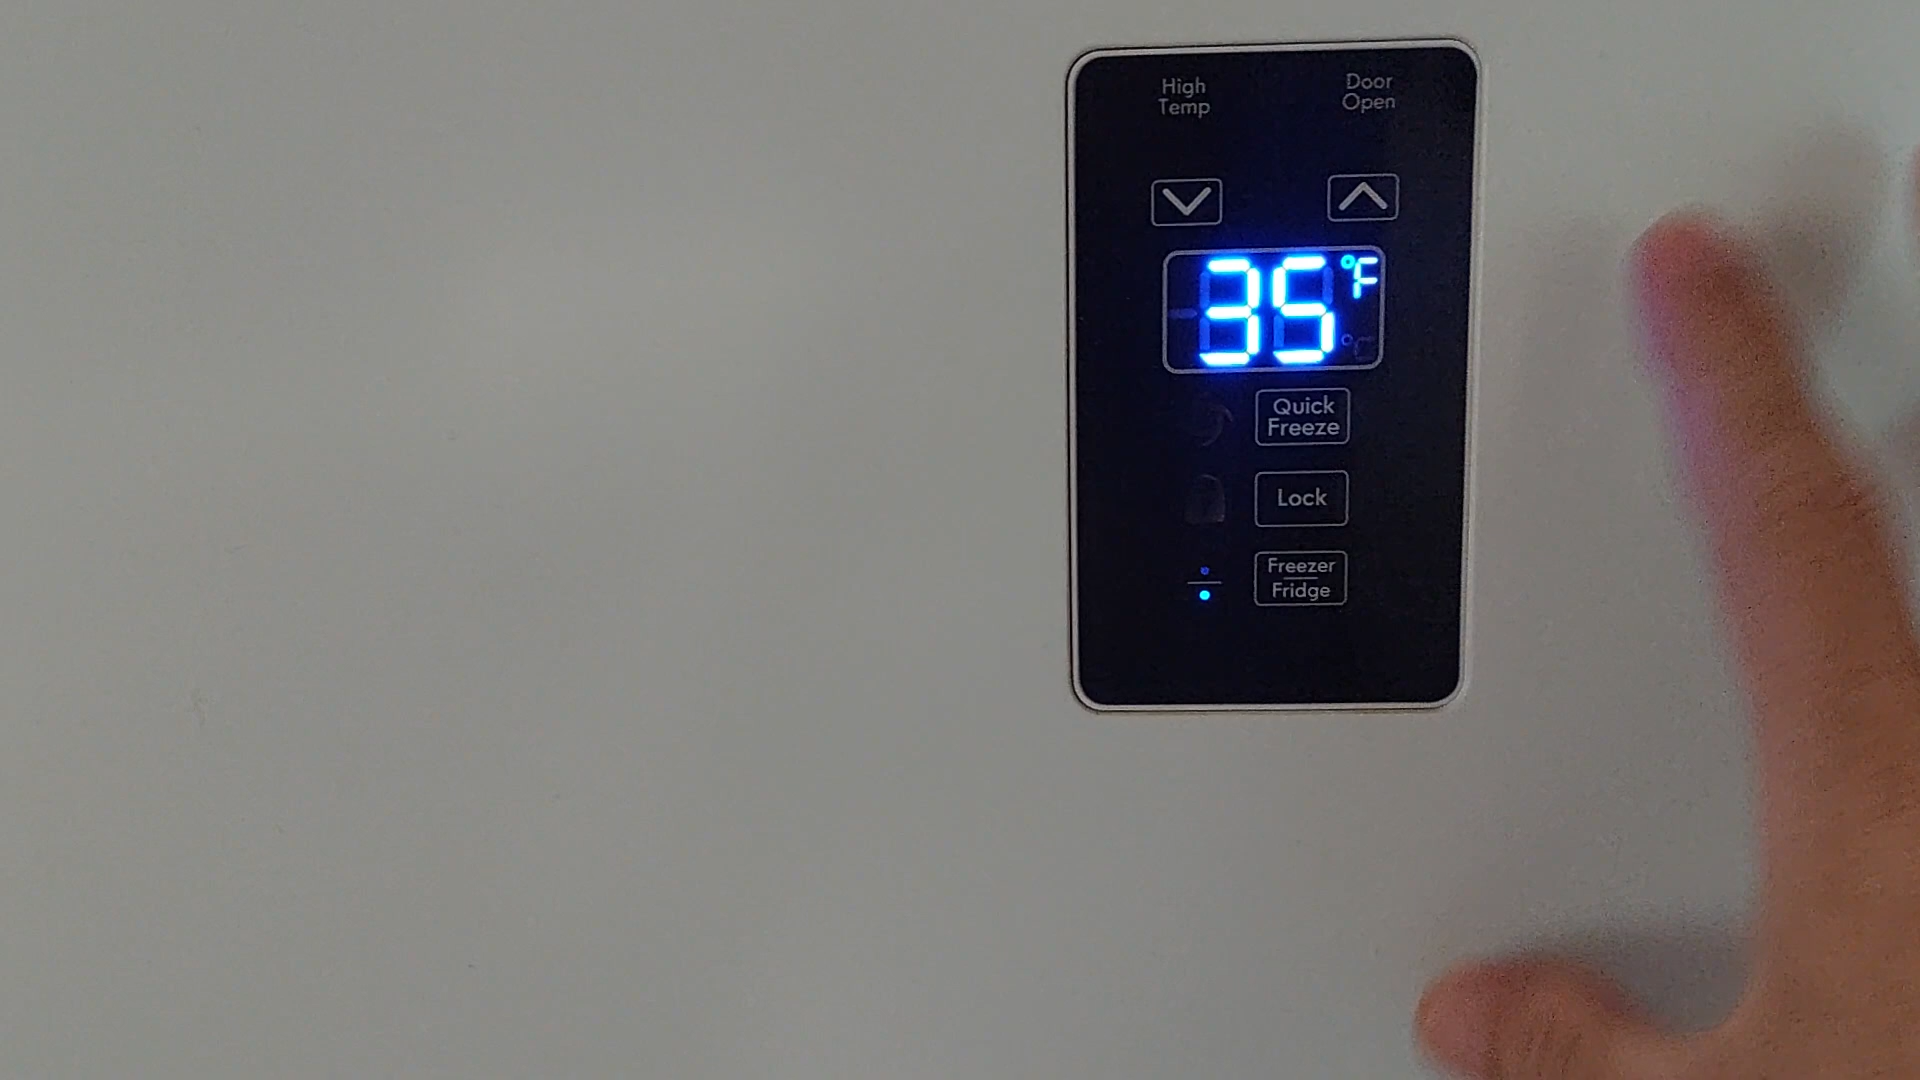 High
Temp
Door
Open
35 °F
°C
Quick
Freeze
Lock
Freezer
Fridge